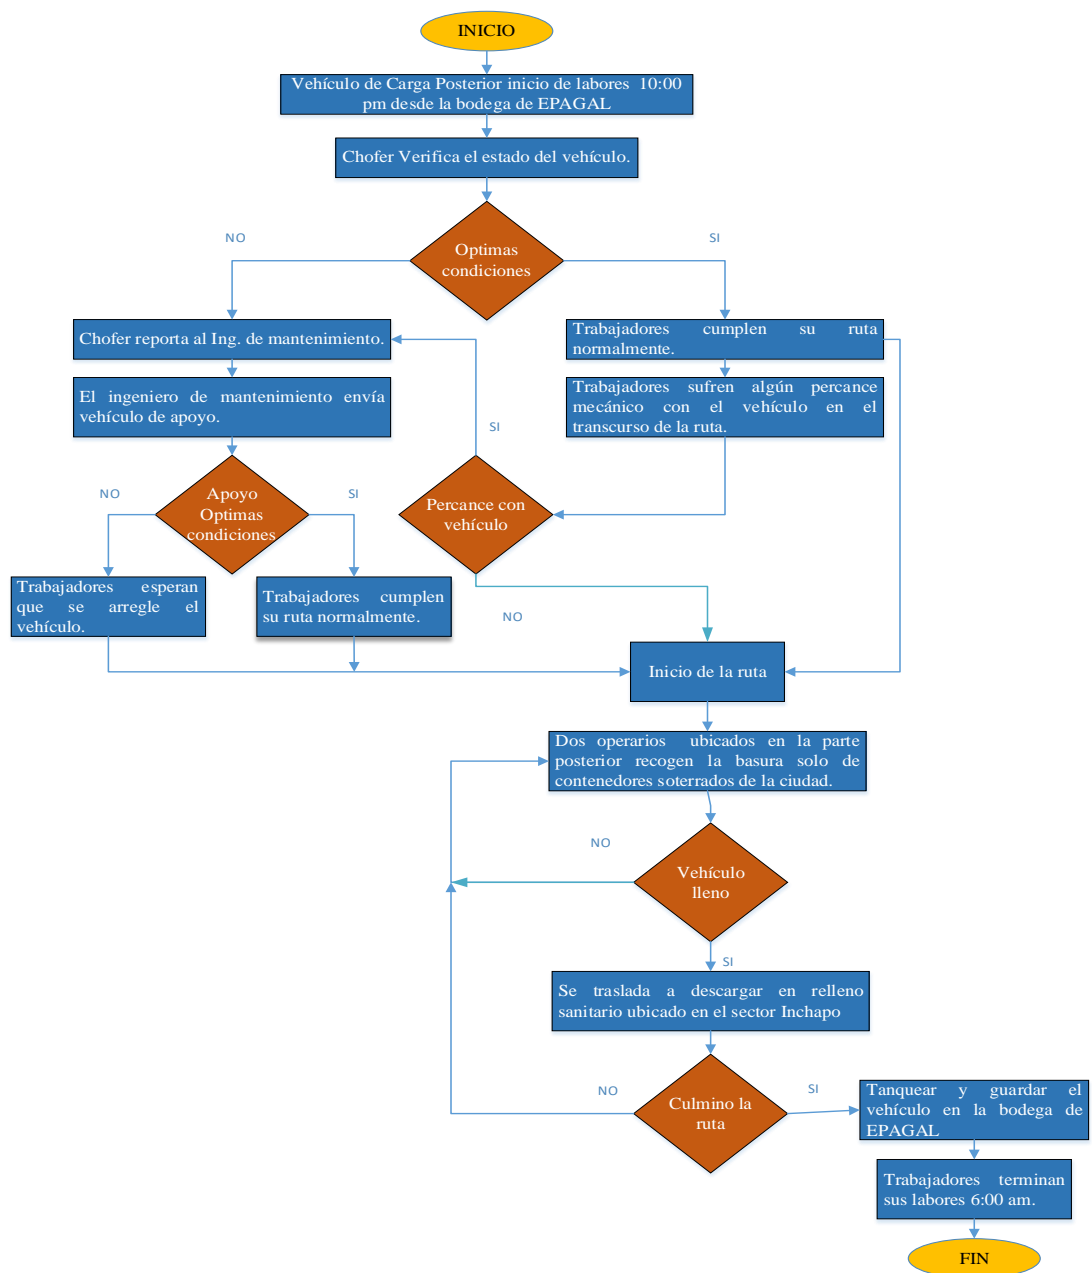 INICIO
Vehículo de Carga Posterior inicio de labores 10:00
pm desde la bodega de EPAGAL
Chofer Verifica el estado del vehículo.
NO
SI
Optimas
condiciones
Chofer reporta al Ing. de mantenimiento.
Trabajadores cumplen su ruta
normalmente.
El ingeniero de mantenimiento envía
vehículo de apoyo.
Trabajadores sufren algún percance
mecánico con el vehículo en el
transcurso de la ruta.
SI
NO
SI
Apoyo
Optimas
condiciones
Percance con
vehículo
Trabajadores esperan
que se arregle el
vehículo.
Trabajadores cumplen
su ruta normalmente.
NO
Inicio de la ruta
Dos operarios ubicados en la parte
posterior recogen la basura solo de
contenedores soterrados de la ciudad.
NO
Vehículo
lleno
SI
Se traslada a descargar en relleno
sanitario ubicado en el sector Inchapo
NO
SI
Culmino la
ruta
Tanquear y guardar el
vehículo en la bodega de
EPAGAL
Trabajadores terminan
sus labores 6:00 am.
FIN